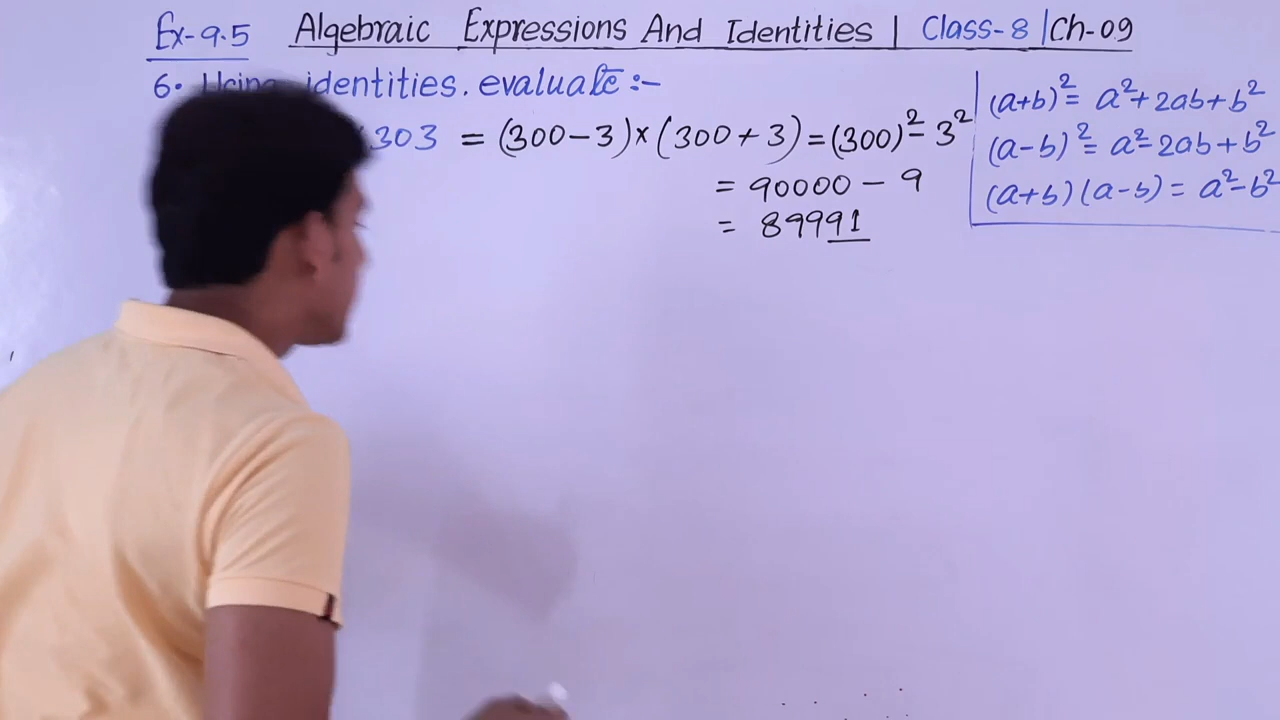 Ex-9.5 Algebraic Expressions And Identities | Class-8 | Ch-09
6. Using identities. evaluate :-
303 = (300-3)×(300+3) = (300)²- 3²
= 90000 - 9
= 89991
(a+b)² = a²+2ab+b²
(a-b)² = a²-2ab+b²
(a+b)(a-b) = a²-b²